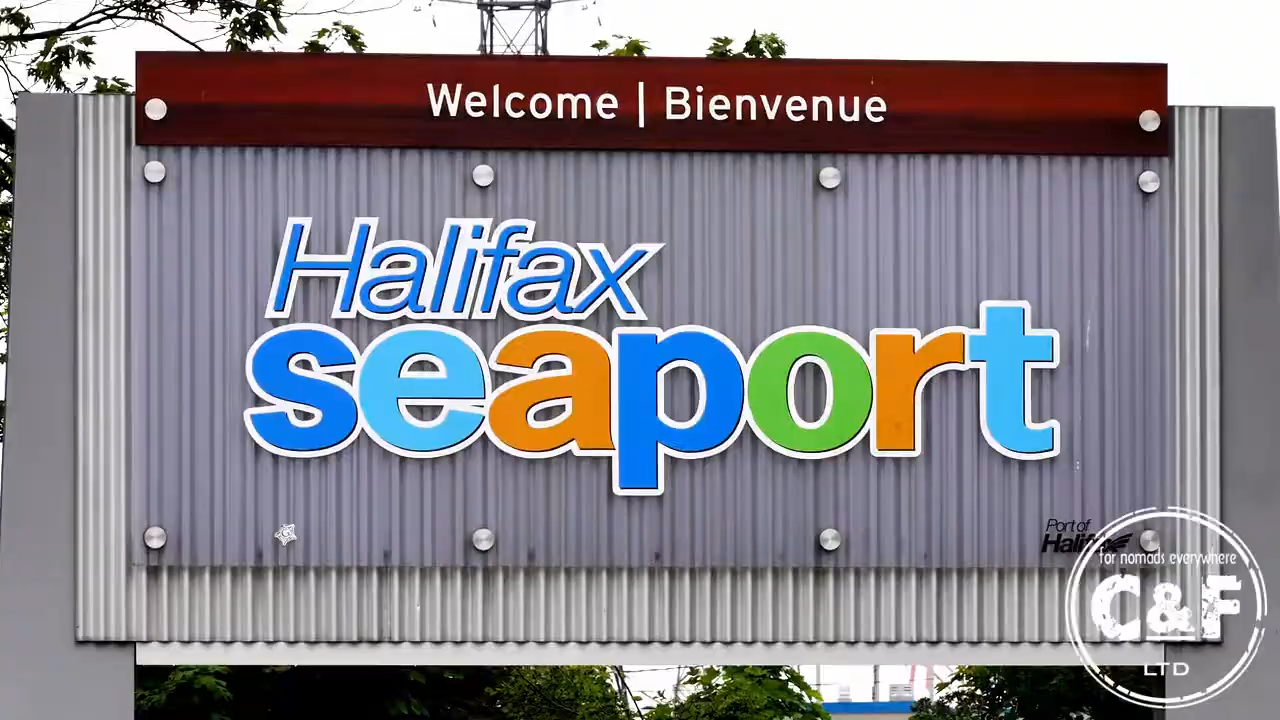 Welcome | Bienvenue
Halifax
seaport
Port of
Halifax
for nomads everywhere
C&F
LTD